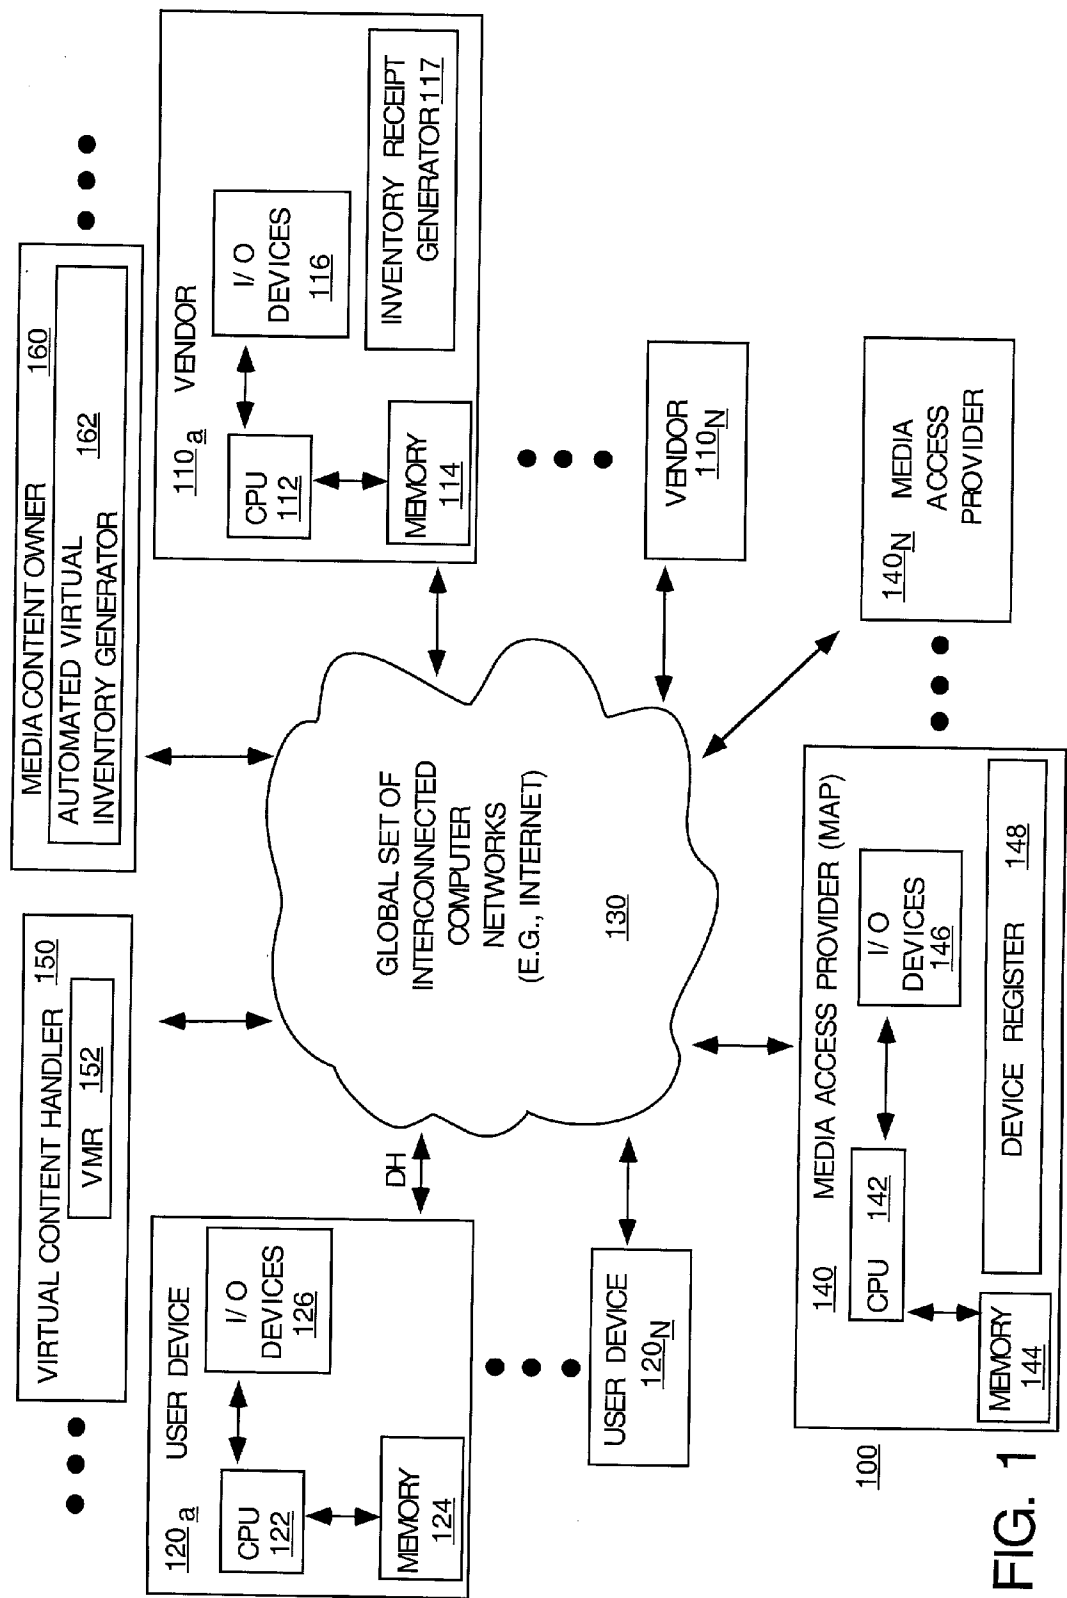 VIRTUAL CONTENT HANDLER 150
VMR 152
MEDIA CONTENT OWNER 160
AUTOMATED VIRTUAL
INVENTORY GENERATOR 162
120a USER DEVICE
CPU
122
I/O
DEVICES
126
MEMORY
124
DH
GLOBAL SET OF
INTERCONNECTED
COMPUTER
NETWORKS
(E.G., INTERNET)
130
110a VENDOR
CPU
112
I/O
DEVICES
116
MEMORY
114
INVENTORY RECEIPT
GENERATOR 117
USER DEVICE
120N
VENDOR
110N
140 MEDIA ACCESS PROVIDER (MAP)
CPU 142
I/O
DEVICES
146
MEMORY
144
DEVICE REGISTER 148
140N MEDIA
ACCESS
PROVIDER
100
FIG. 1